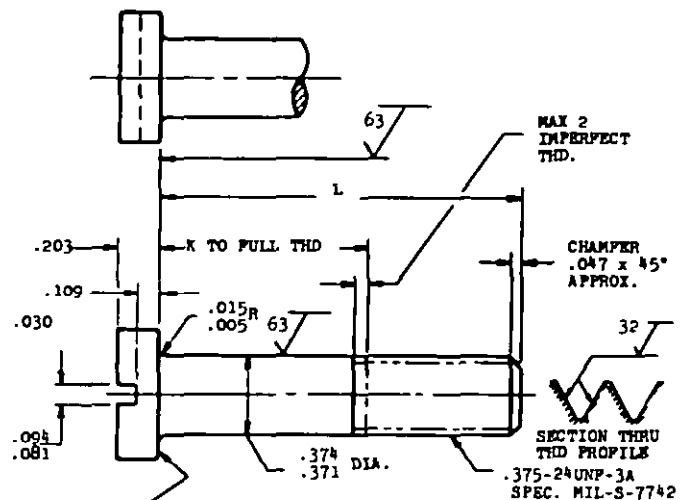 63
MAX 2
IMPERFECT
THD.
L
.203
K TO FULL THD
CHAMFER
.047 x 45°
APPROX.
.109
.015
.005 R
63
32
.030
.094
.081
.374
.371 DIA.
SECTION THRU
THD PROFILE
.375-24UNF-3A
SPEC. MIL-S-7742